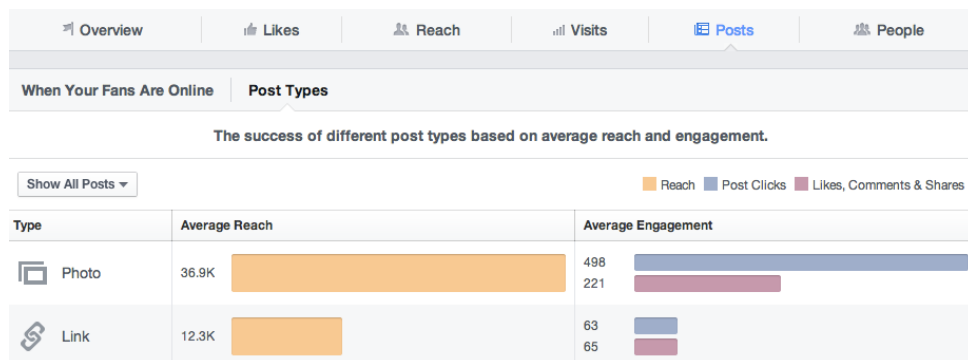 Overview Likes Reach Visits Posts People
When Your Fans Are Online Post Types
The success of different post types based on average reach and engagement.
Show All Posts Reach Post Clicks Likes, Comments & Shares
Type Average Reach Average Engagement
Photo 36.9K 498
221
Link 12.3K 63
65